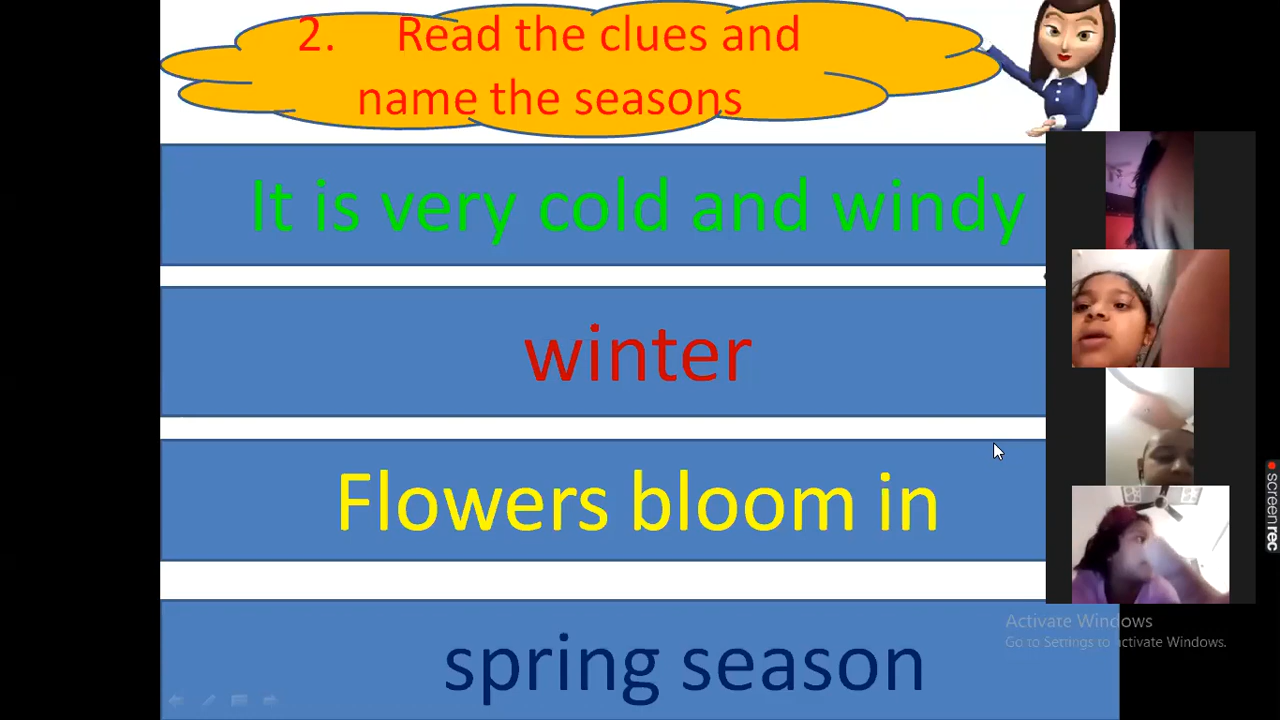 2. Read the clues and
name the seasons
It is very cold and windy
winter
Flowers bloom in
spring season
Activate Windows
Go to Settings to activate Windows.
screenrec